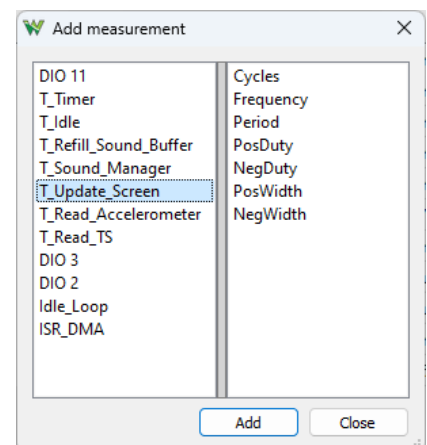 Add measurement
DIO 11
T_Timer
T_Idle
T_Refill_Sound_Buffer
T_Sound_Manager
T_Update_Screen
T_Read_Accelerometer
T_Read_TS
DIO 3
DIO 2
Idle_Loop
ISR_DMA
Cycles
Frequency
Period
PosDuty
NegDuty
PosWidth
NegWidth
Add
Close